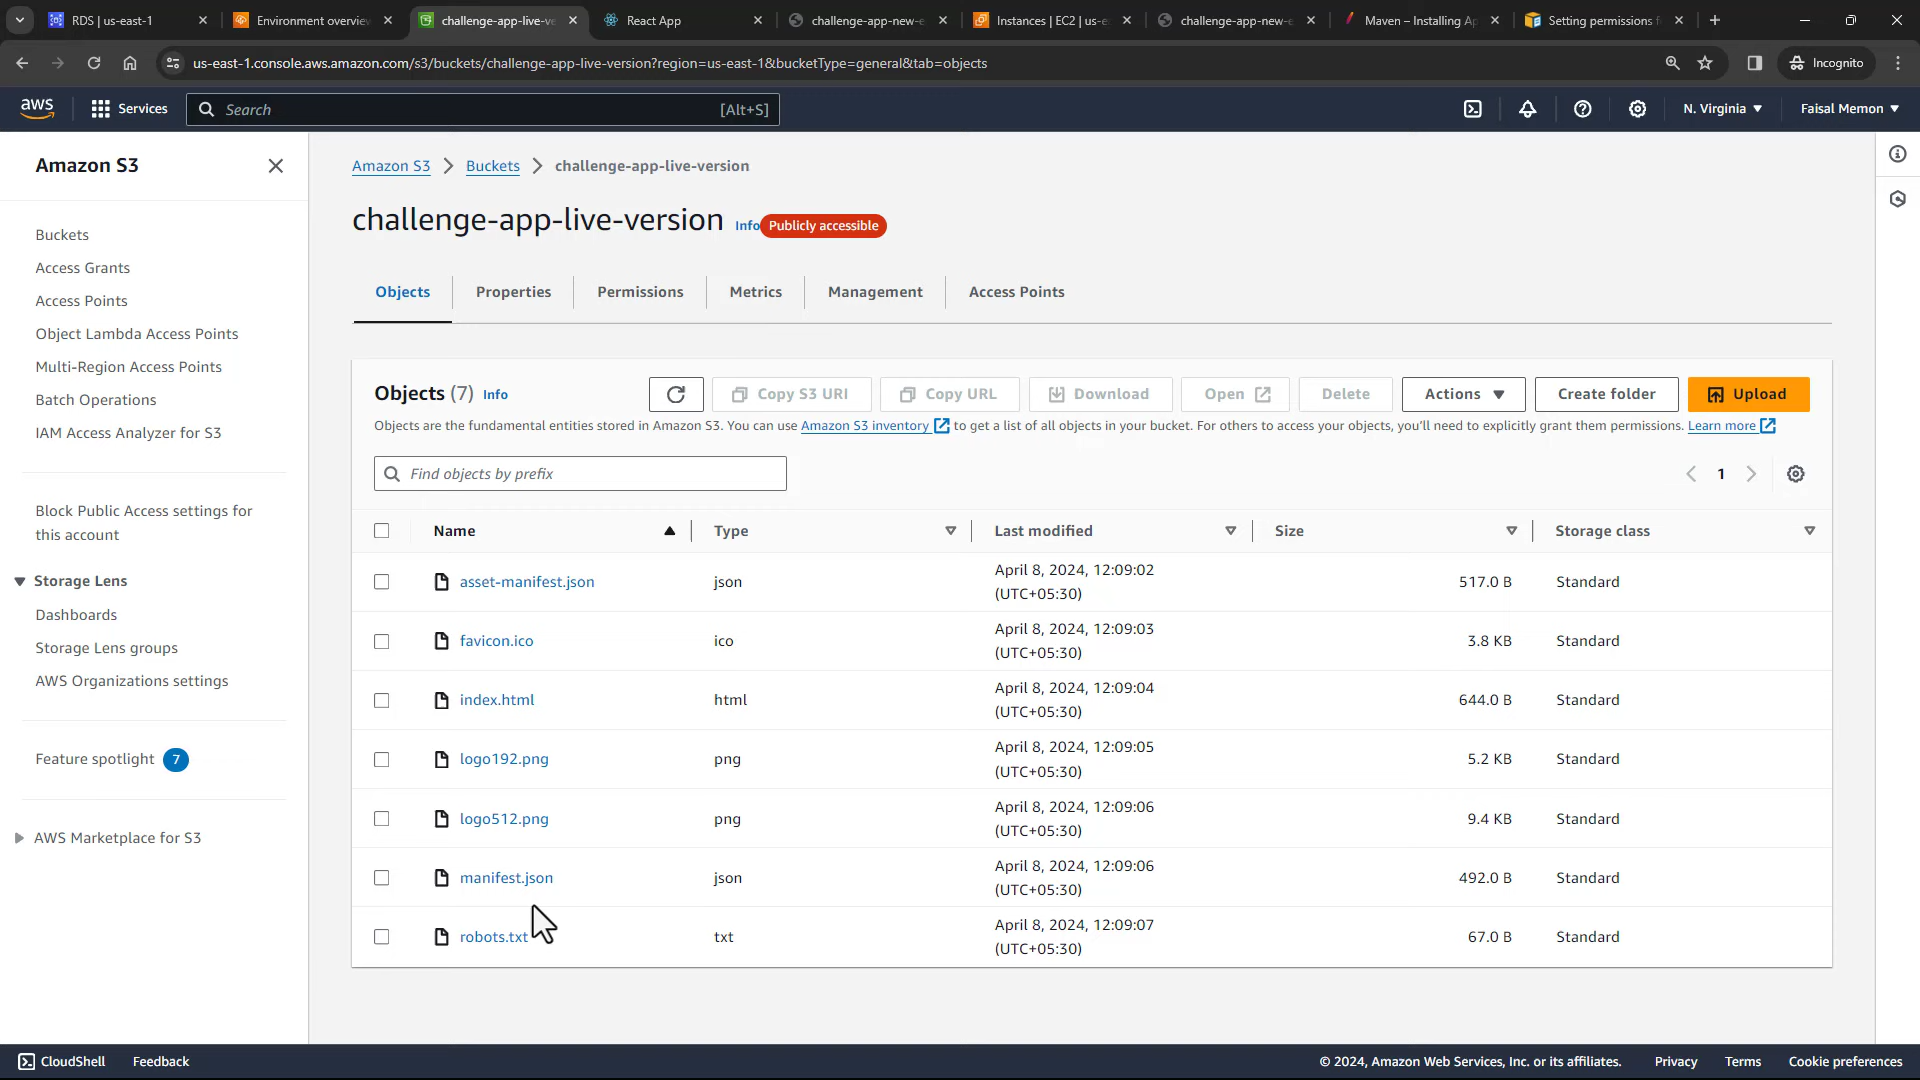 RDS | us-east-1
Environment overview
challenge-app-live-ve
React App
challenge-app-new-e
Instances | EC2 | us-e
challenge-app-new-e
Maven – Installing Ap
Setting permissions f
us-east-1.console.aws.amazon.com/s3/buckets/challenge-app-live-version?region=us-east-1&bucketType=general&tab=objects
Incognito
aws
Services
Search
[Alt+S]
N. Virginia
Faisal Memon
Amazon S3
Buckets
Access Grants
Access Points
Object Lambda Access Points
Multi-Region Access Points
Batch Operations
IAM Access Analyzer for S3
Block Public Access settings for
this account
Storage Lens
Dashboards
Storage Lens groups
AWS Organizations settings
Feature spotlight 7
AWS Marketplace for S3
Amazon S3 > Buckets > challenge-app-live-version
challenge-app-live-version Info Publicly accessible
Objects
Properties
Permissions
Metrics
Management
Access Points
Objects (7) Info
Copy S3 URI
Copy URL
Download
Open
Delete
Actions
Create folder
Upload
Objects are the fundamental entities stored in Amazon S3. You can use Amazon S3 inventory to get a list of all objects in your bucket. For others to access your objects, you'll need to explicitly grant them permissions. Learn more
Find objects by prefix
1
Name Type Last modified Size Storage class
asset-manifest.json json April 8, 2024, 12:09:02 517.0 B Standard
(UTC+05:30)
favicon.ico ico April 8, 2024, 12:09:03 3.8 KB Standard
(UTC+05:30)
index.html html April 8, 2024, 12:09:04 644.0 B Standard
(UTC+05:30)
logo192.png png April 8, 2024, 12:09:05 5.2 KB Standard
(UTC+05:30)
logo512.png png April 8, 2024, 12:09:06 9.4 KB Standard
(UTC+05:30)
manifest.json json April 8, 2024, 12:09:06 492.0 B Standard
(UTC+05:30)
robots.txt txt April 8, 2024, 12:09:07 67.0 B Standard
(UTC+05:30)
CloudShell
Feedback
© 2024, Amazon Web Services, Inc. or its affiliates.
Privacy
Terms
Cookie preferences